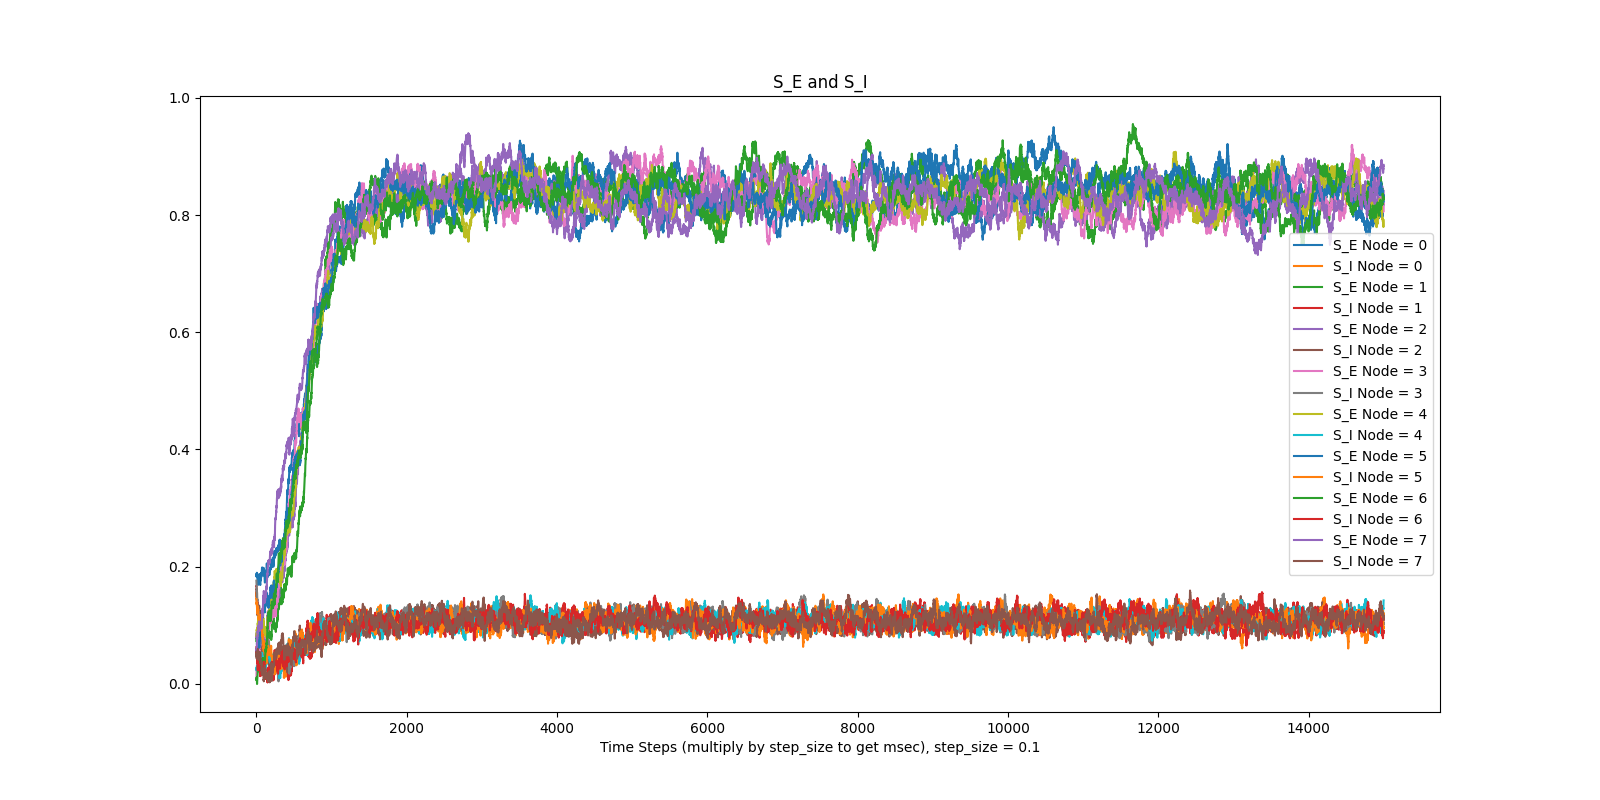 S_E and S_I
1.0
0.8
0.6
0.4
0.2
0.0
S_E Node = 0
S_I Node = 0
S_E Node = 1
S_I Node = 1
S_E Node = 2
S_I Node = 2
S_E Node = 3
S_I Node = 3
S_E Node = 4
S_I Node = 4
S_E Node = 5
S_I Node = 5
S_E Node = 6
S_I Node = 6
S_E Node = 7
S_I Node = 7
0 2000 4000 6000 8000 10000 12000 14000
Time Steps (multiply by step_size to get msec), step_size = 0.1